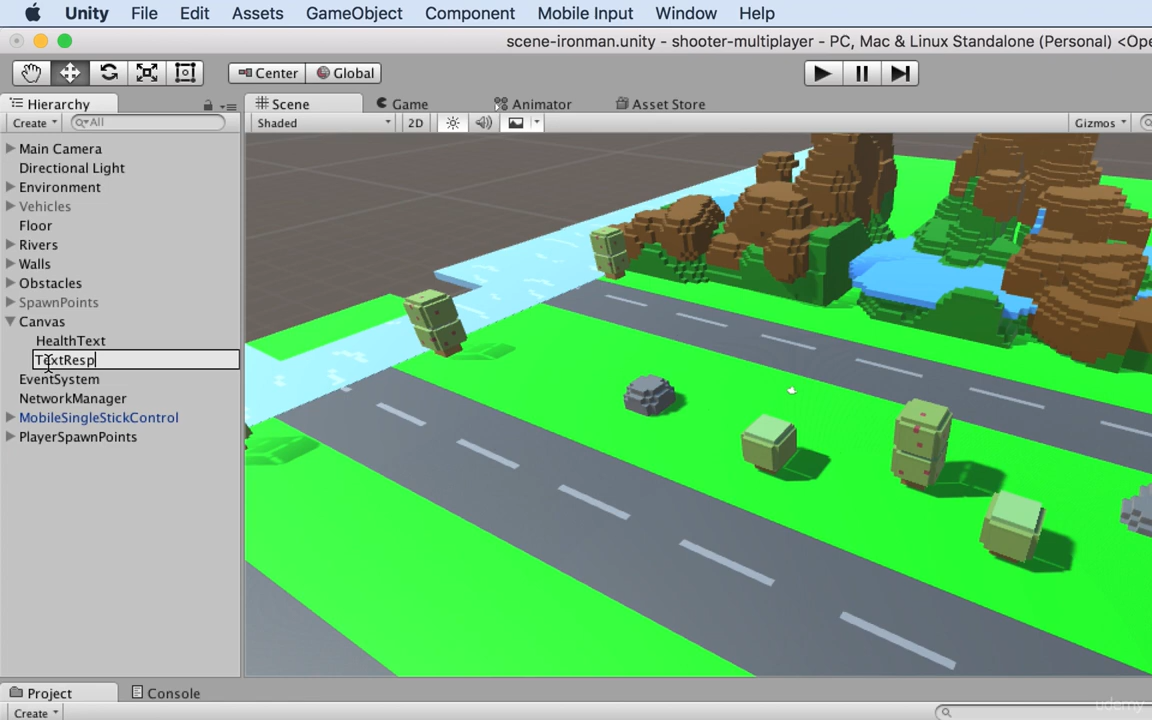 Unity File Edit Assets GameObject Component Mobile Input Window Help
scene-ironman.unity - shooter-multiplayer - PC, Mac & Linux Standalone (Personal) <Ope
Center Global
Hierarchy Scene Game Animator Asset Store
Create All Shaded 2D Gizmos
Main Camera
Directional Light
Environment
Vehicles
Floor
Rivers
Walls
Obstacles
SpawnPoints
Canvas
HealthText
TextResp
EventSystem
NetworkManager
MobileSingleStickControl
PlayerSpawnPoints
Project Console
Create
udemy